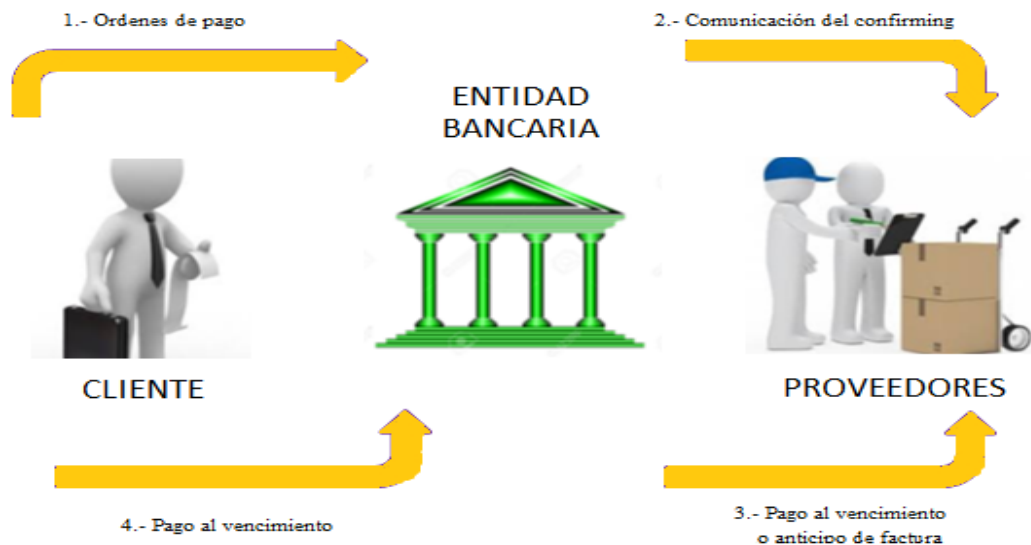 1.- Ordenes de pago
2.- Comunicación del confirming
ENTIDAD
BANCARIA
CLIENTE
PROVEEDORES
4.- Pago al vencimiento
3.- Pago al vencimiento
o anticipo de factura